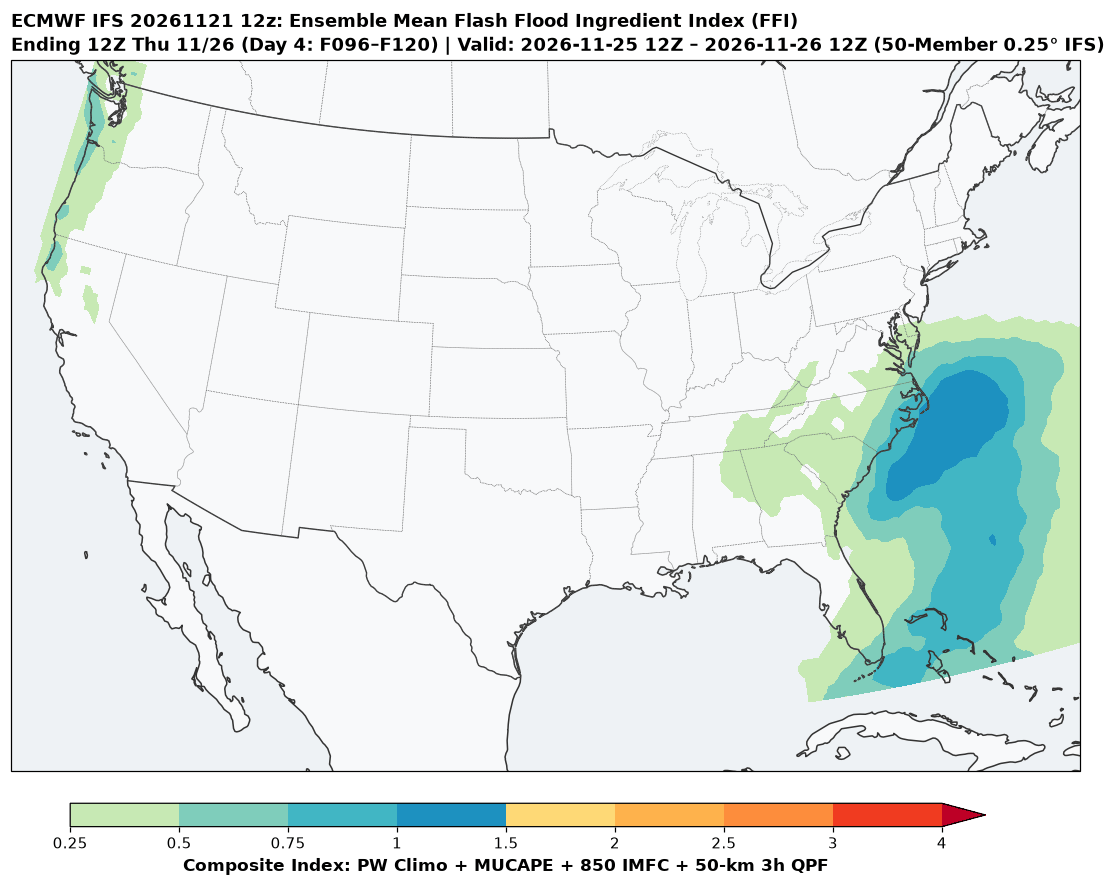 ECMWF IFS 20261121 12z: Ensemble Mean Flash Flood Ingredient Index (FFI)
Ending 12Z Thu 11/26 (Day 4: F096–F120) | Valid: 2026-11-25 12Z – 2026-11-26 12Z (50-Member 0.25° IFS)
0.25 0.5 0.75 1 1.5 2 2.5 3 4
Composite Index: PW Climo + MUCAPE + 850 IMFC + 50-km 3h QPF